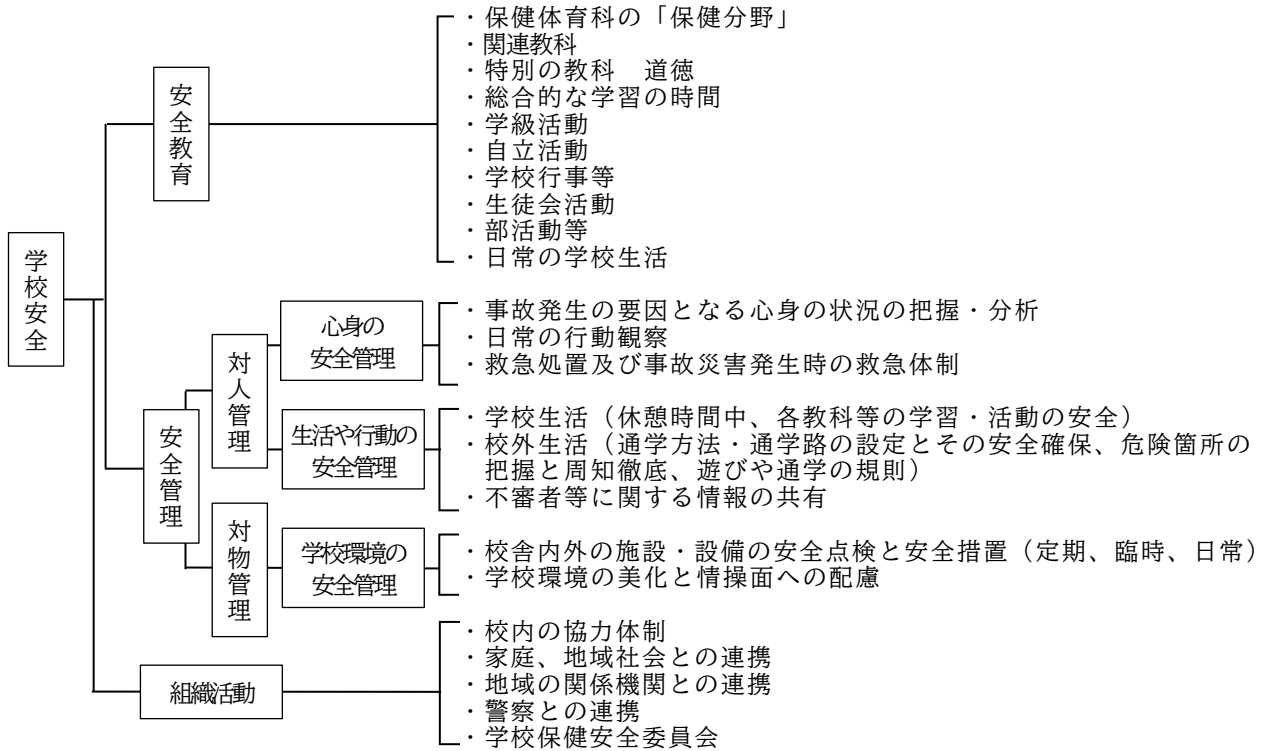 学校安全
安全教育
・保健体育科の「保健分野」
・関連教科
・特別の教科　道徳
・総合的な学習の時間
・学級活動
・自立活動
・学校行事等
・生徒会活動
・部活動等
・日常の学校生活
安全管理
対人管理
心身の
安全管理
・事故発生の要因となる心身の状況の把握・分析
・日常の行動観察
・救急処置及び事故災害発生時の救急体制
生活や行動の
安全管理
・学校生活（休憩時間中、各教科等の学習・活動の安全）
・校外生活（通学方法・通学路の設定とその安全確保、危険箇所の
把握と周知徹底、遊びや通学の規則）
・不審者等に関する情報の共有
対物管理
学校環境の
安全管理
・校舎内外の施設・設備の安全点検と安全措置（定期、臨時、日常）
・学校環境の美化と情操面への配慮
組織活動
・校内の協力体制
・家庭、地域社会との連携
・地域の関係機関との連携
・警察との連携
・学校保健安全委員会